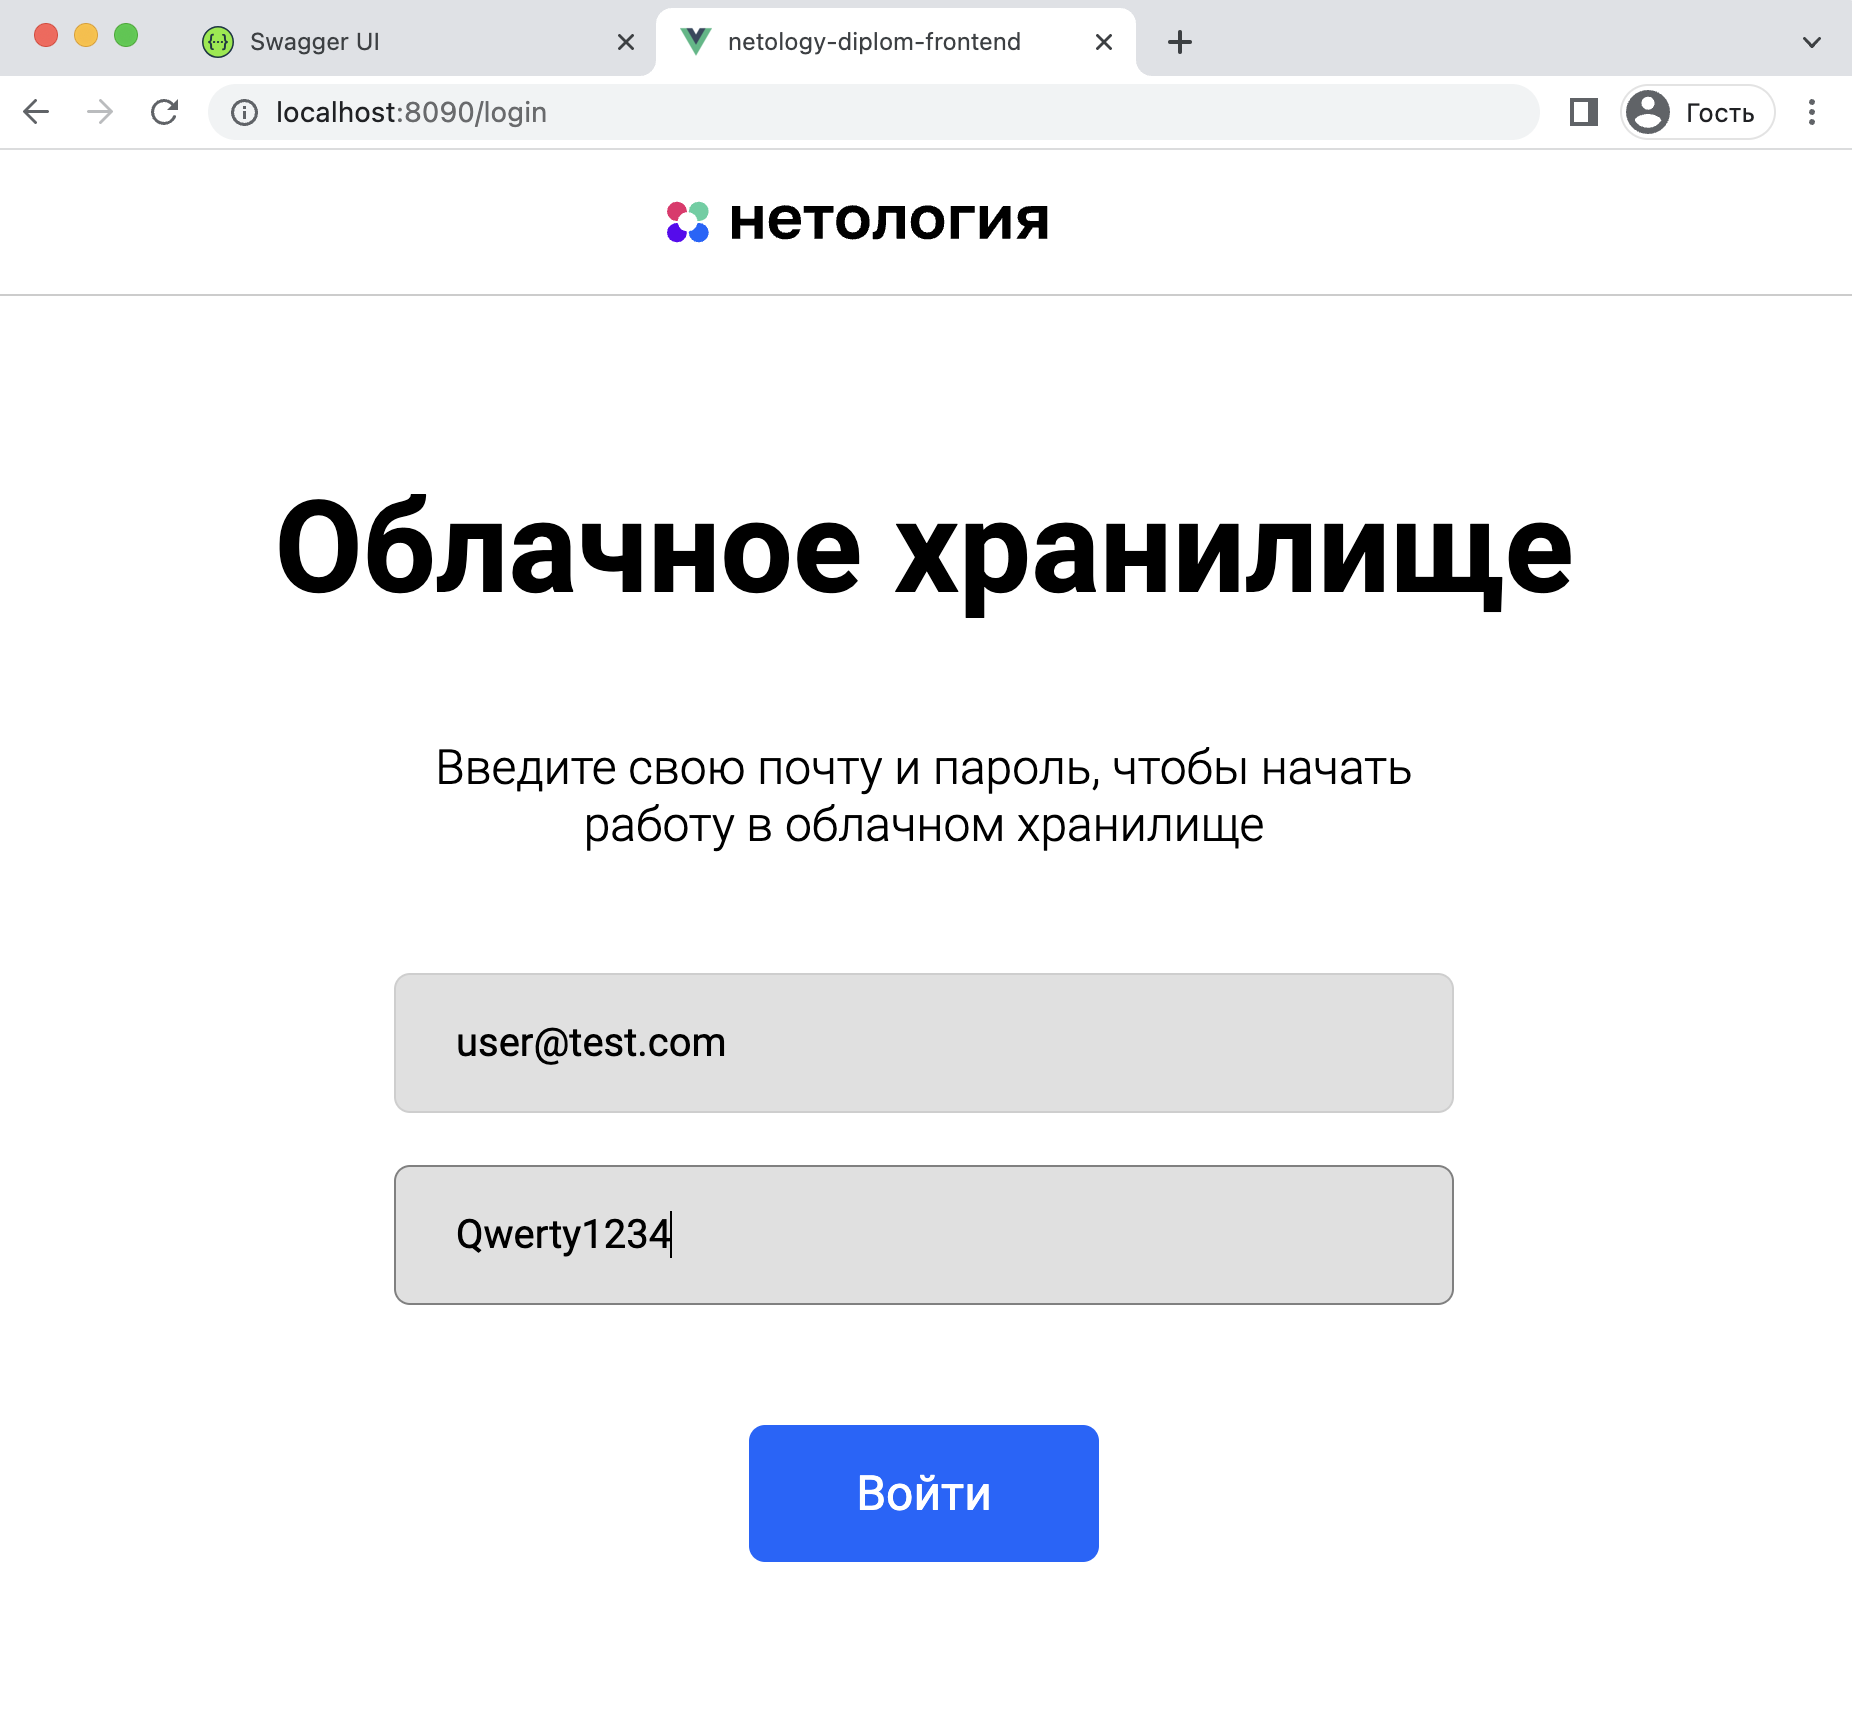 Swagger UI
netology-diplom-frontend
localhost:8090/login
Гость
нетология
Облачное хранилище
Введите свою почту и пароль, чтобы начать
работу в облачном хранилище
user@test.com
Qwerty1234
Войти